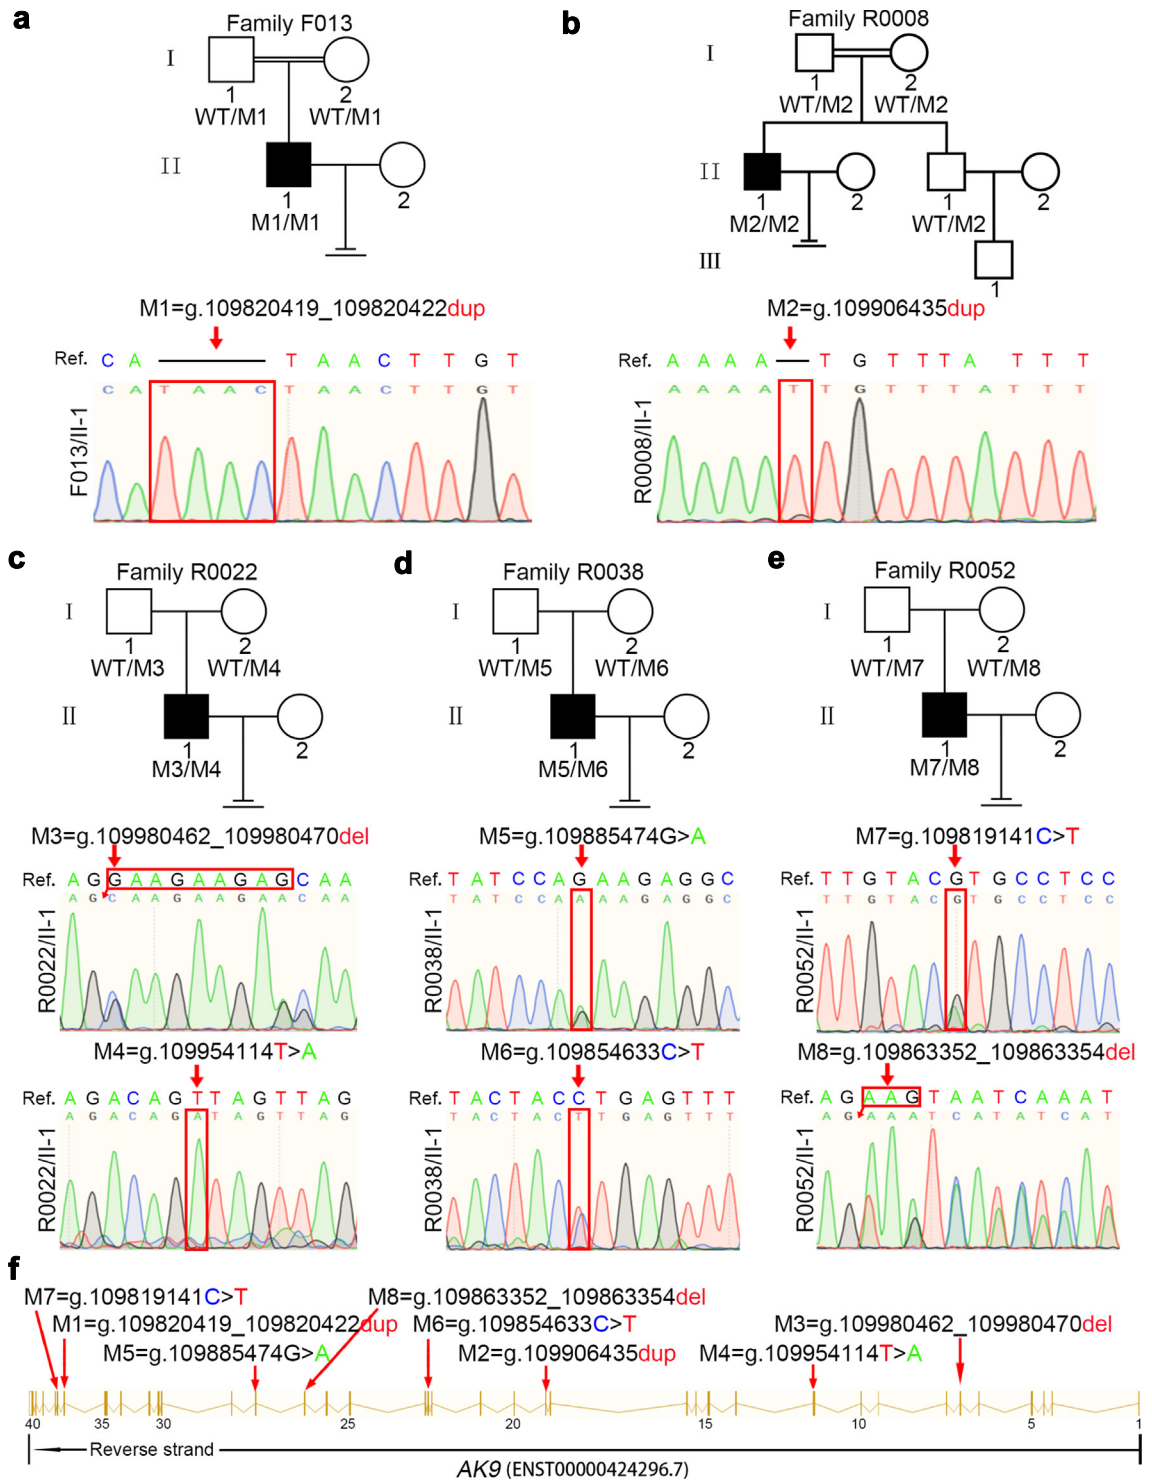 a
Family F013
I
1
2
WT/M1
WT/M1
II
1
2
M1/M1
M1=g.109820419_109820422dup
Ref. C A T A A C T T G T
C A T A A C T A A C T T G T
F013/II-1
b
Family R0008
I
1
2
WT/M2
WT/M2
II
1
2
1
2
M2/M2
WT/M2
III
1
M2=g.109906435dup
Ref. A A A A T G T T T A T T T
A A A A T T G T T T A T T T
R0008/II-1
c
Family R0022
I
1
2
WT/M3
WT/M4
II
1
2
M3/M4
M3=g.109980462_109980470del
Ref. A G G A A G A A G A G C A A
A G C A A G A A G A A C A A
R0022/II-1
M4=g.109954114T>A
Ref. A G A C A G T T A G T T A G
A G A C A G T T A G T T A G
R0022/II-1
d
Family R0038
I
1
2
WT/M5
WT/M6
II
1
2
M5/M6
M5=g.109885474G>A
Ref. T A T C C A G A A G A G G C
T A T C C A A A A G A G G C
R0038/II-1
M6=g.109854633C>T
Ref. T A C T A C C T G A G T T T
T A C T A C T T G A G T T T
R0038/II-1
e
Family R0052
I
1
2
WT/M7
WT/M8
II
1
2
M7/M8
M7=g.109819141C>T
Ref. T T G T A C G T G C C T C C
T T G T A C G T G C C T C C
R0052/II-1
M8=g.109863352_109863354del
Ref. A G A A G T A A T C A A A T
A G A A A T C A T A T C A T
R0052/II-1
f
M7=g.109819141C>T
M8=g.109863352_109863354del
M1=g.109820419_109820422dup
M6=g.109854633C>T
M3=g.109980462_109980470del
M5=g.109885474G>A
M2=g.109906435dup
M4=g.109954114T>A
40 35 30 25 20 15 10 5 1
Reverse strand
AK9 (ENST00000424296.7)